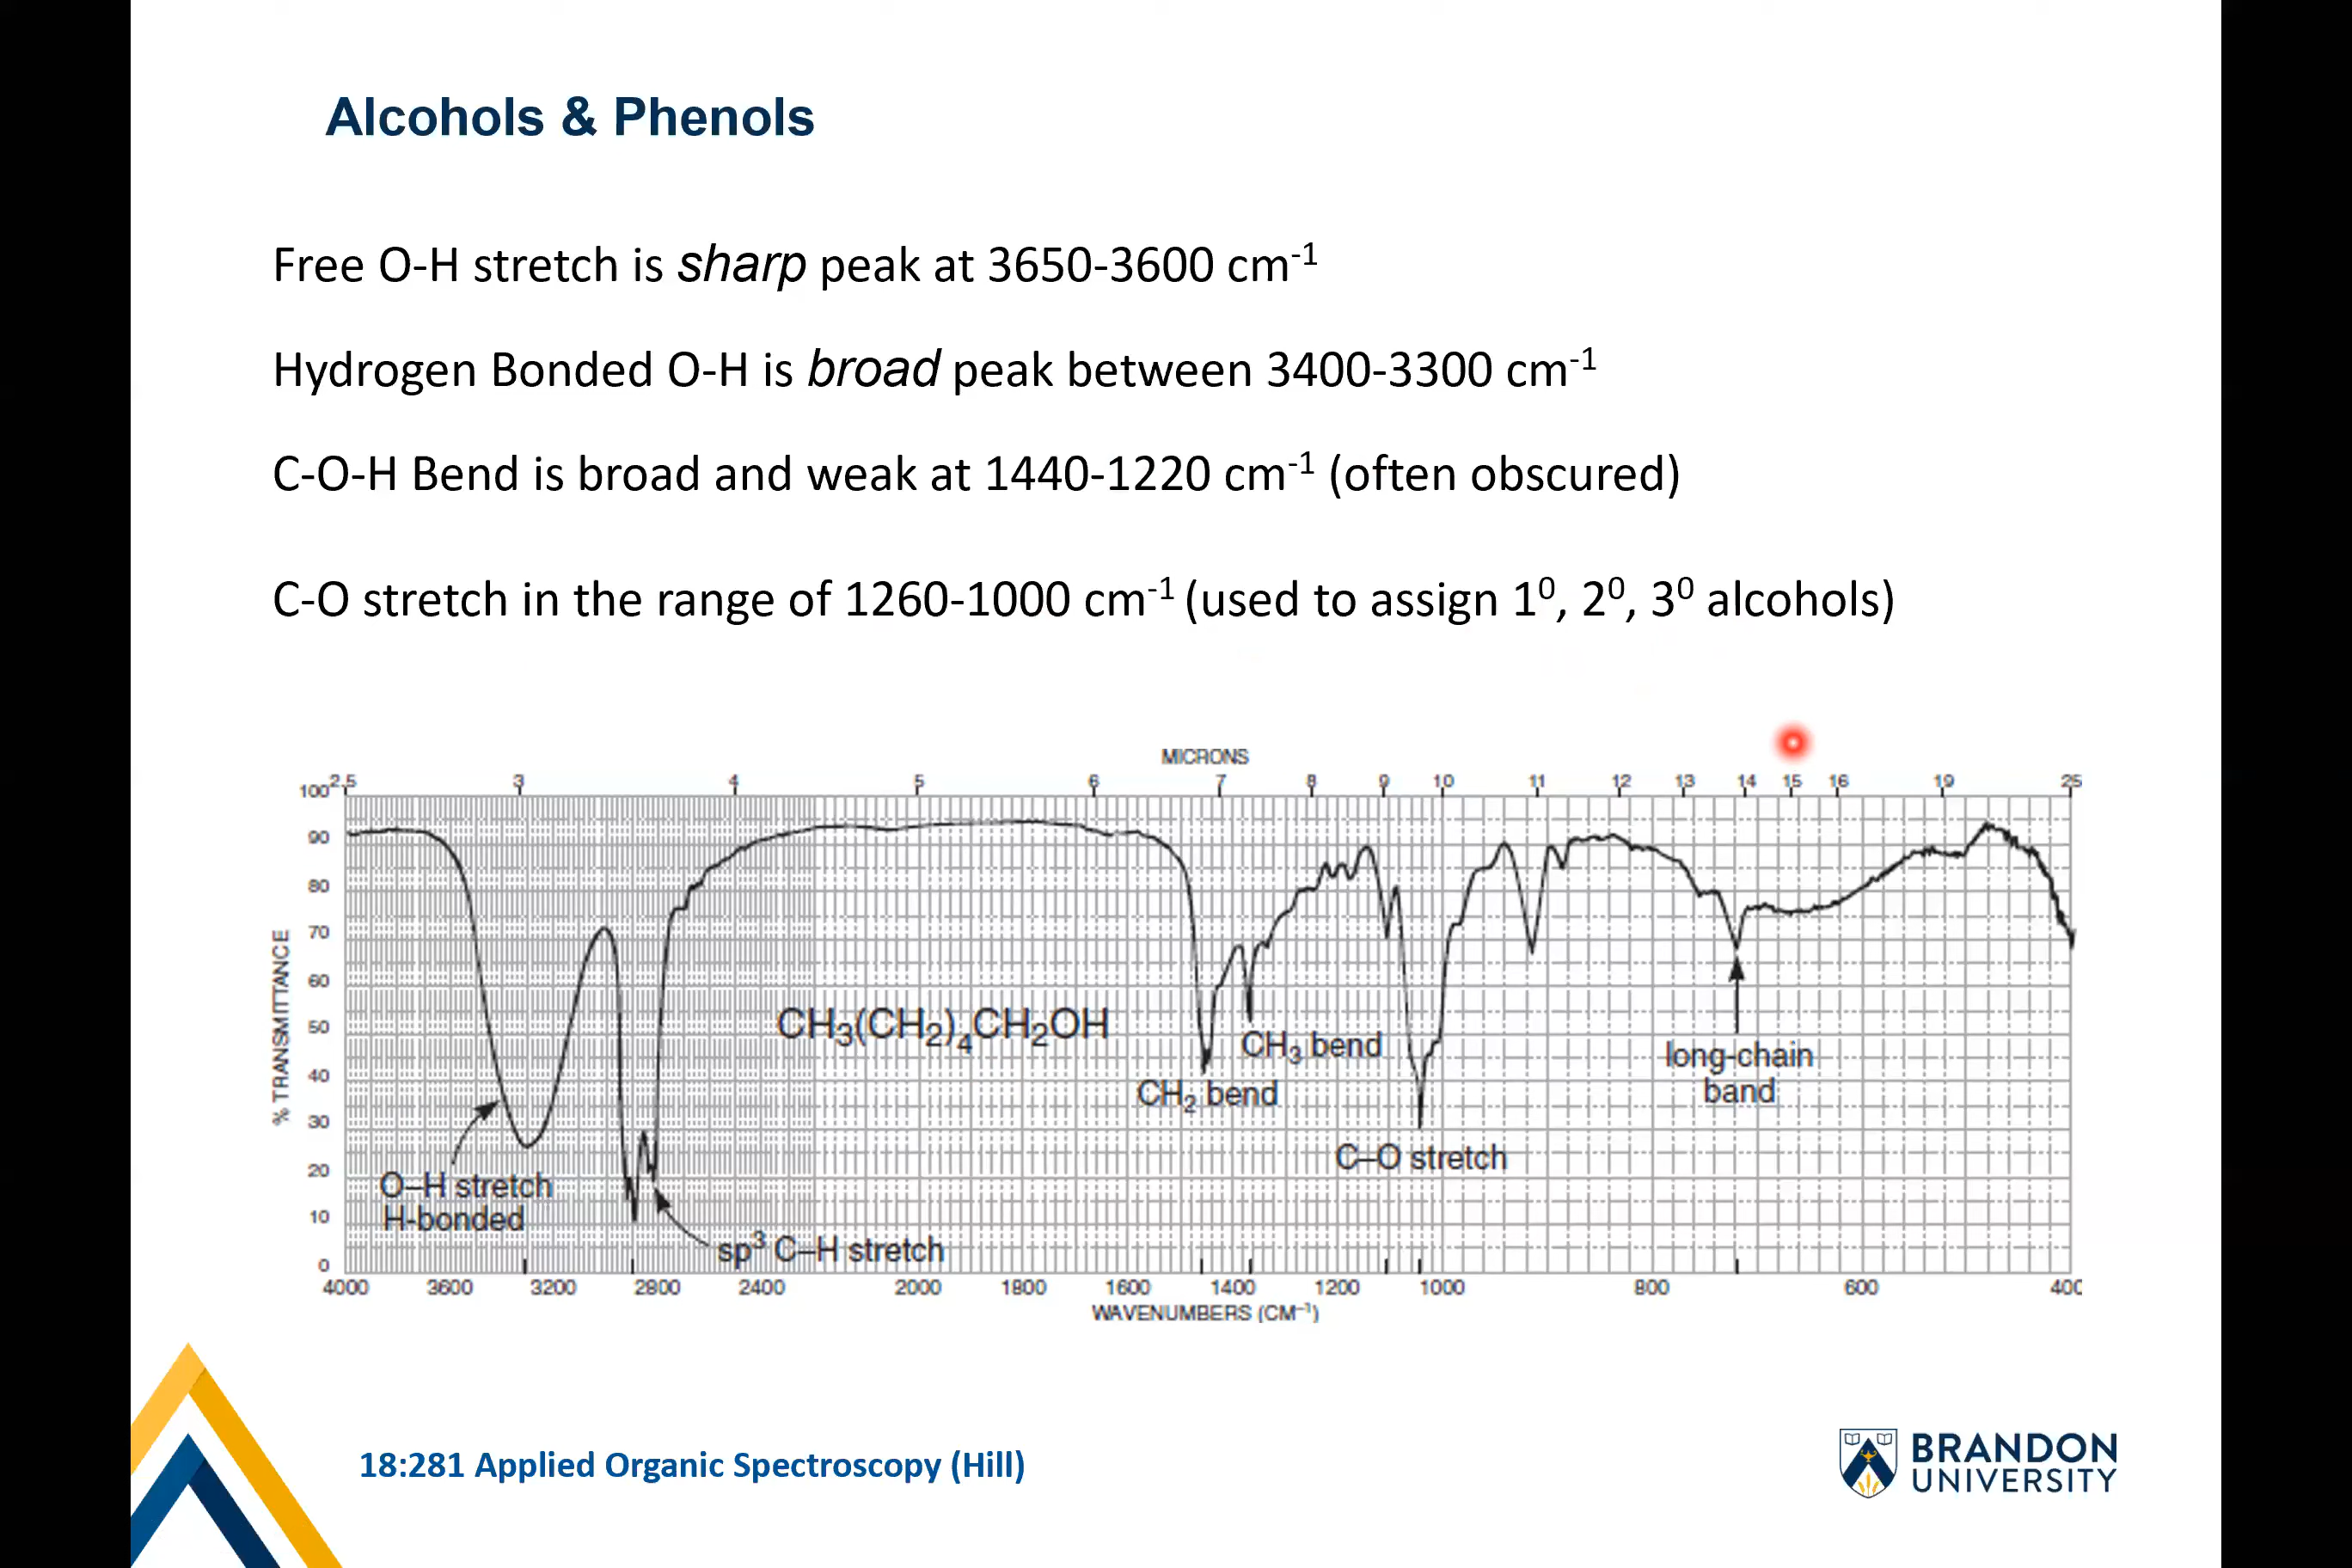 Alcohols & Phenols
Free O-H stretch is sharp peak at 3650-3600 cm⁻¹
Hydrogen Bonded O-H is broad peak between 3400-3300 cm⁻¹
C-O-H Bend is broad and weak at 1440-1220 cm⁻¹ (often obscured)
C-O stretch in the range of 1260-1000 cm⁻¹ (used to assign 1⁰, 2⁰, 3⁰ alcohols)
MICRONS
2.5 3 4 5 6 7 8 9 10 11 12 13 14 15 16 19 25
100
90
80
70
60
50
40
30
20
10
0
% TRANSMITTANCE
CH₃(CH₂)₄CH₂OH
CH₃ bend
CH₂ bend
long-chain
band
C–O stretch
O–H stretch
H-bonded
sp³ C–H stretch
4000 3600 3200 2800 2400 2000 1800 1600 1400 1200 1000 800 600 400
WAVENUMBERS (CM⁻¹)
18:281 Applied Organic Spectroscopy (Hill)
BRANDON
UNIVERSITY